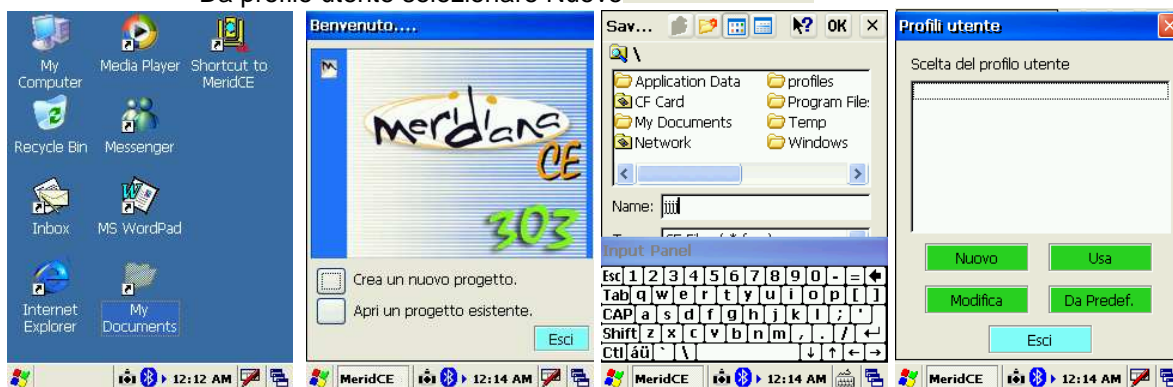 Da profilo utente selezionare Nuovo
My Computer
Media Player
Shortcut to MeridCE
Recycle Bin
Messenger
Inbox
MS WordPad
Internet Explorer
My Documents
12:12 AM
Benvenuto....
meridiana
CE
303
Crea un nuovo progetto.
Apri un progetto esistente.
Esci
MeridCE
12:14 AM
Sav...
OK
\
Application Data
profiles
CF Card
Program File
My Documents
Temp
Network
Windows
Name: jjjj
Input Panel
Esc 1 2 3 4 5 6 7 8 9 0 - =
Tab q w e r t y u i o p [ ]
CAP a s d f g h j k l ; '
Shift z x c v b n m , . /
Ctl áü ` \
MeridCE
12:14 AM
Profili utente
Scelta del profilo utente
Nuovo
Usa
Modifica
Da Predef.
Esci
MeridCE
12:14 AM